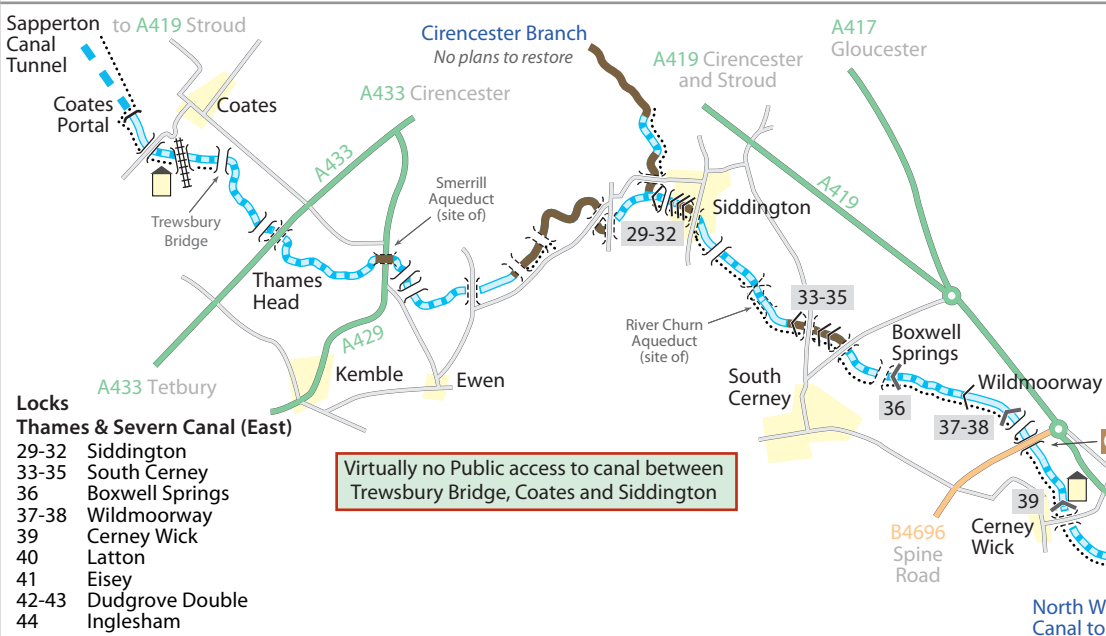 Sapperton
Canal
Tunnel
to A419 Stroud
Coates
Portal
Coates
Cirencester Branch
No plans to restore
A433 Cirencester
A419 Cirencester
and Stroud
A417
Gloucester
A433
A419
Smerrill
Aqueduct
(site of)
Trewsbury
Bridge
Siddington
29-32
Thames
Head
33-35
River Churn
Aqueduct
(site of)
Boxwell
Springs
A429
Kemble
Ewen
South
Cerney
Wildmoorway
36
37-38
A433 Tetbury
Locks
Thames & Severn Canal (East)
29-32 Siddington
33-35 South Cerney
36 Boxwell Springs
37-38 Wildmoorway
39 Cerney Wick
40 Latton
41 Eisey
42-43 Dudgrove Double
44 Inglesham
Virtually no Public access to canal between
Trewsbury Bridge, Coates and Siddington
39
Cerney
Wick
B4696
Spine
Road
North W
Canal to